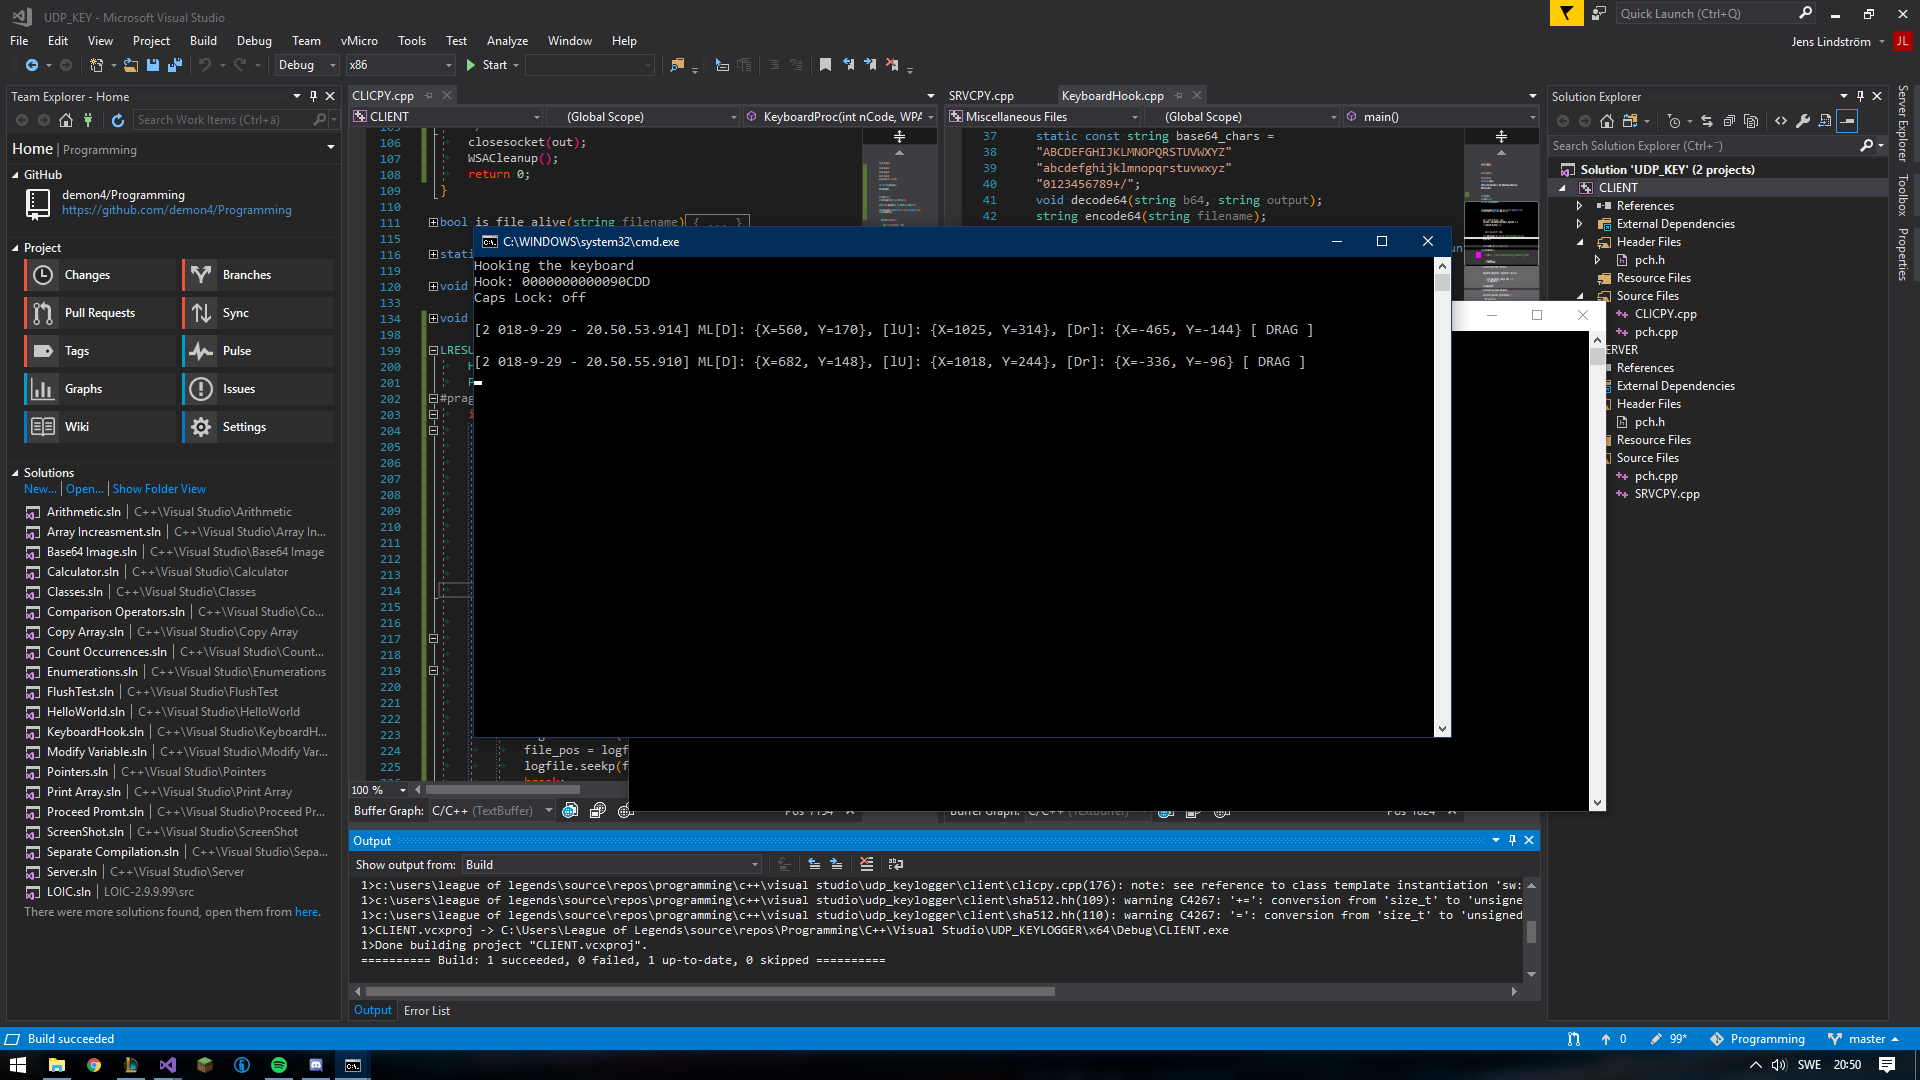 UDP_KEY - Microsoft Visual Studio
Quick Launch (Ctrl+Q)
File Edit View Project Build Debug Team vMicro Tools Test Analyze Window Help
Jens Lindström JL
Debug x86 Start
Team Explorer - Home
Search Work Items (Ctrl+ä)
Home | Programming
GitHub
demon4/Programming
https://github.com/demon4/Programming
Project
Changes Branches
Pull Requests Sync
Tags Pulse
Graphs Issues
Wiki Settings
Solutions
New... | Open... | Show Folder View
Arithmetic.sln | C++\Visual Studio\Arithmetic
Array Increasment.sln | C++\Visual Studio\Array In...
Base64 Image.sln | C++\Visual Studio\Base64 Image
Calculator.sln | C++\Visual Studio\Calculator
Classes.sln | C++\Visual Studio\Classes
Comparison Operators.sln | C++\Visual Studio\Co...
Copy Array.sln | C++\Visual Studio\Copy Array
Count Occurrences.sln | C++\Visual Studio\Count...
Enumerations.sln | C++\Visual Studio\Enumerations
FlushTest.sln | C++\Visual Studio\FlushTest
HelloWorld.sln | C++\Visual Studio\HelloWorld
KeyboardHook.sln | C++\Visual Studio\KeyboardH...
Modify Variable.sln | C++\Visual Studio\Modify Var...
Pointers.sln | C++\Visual Studio\Pointers
Print Array.sln | C++\Visual Studio\Print Array
Proceed Promt.sln | C++\Visual Studio\Proceed Pr...
ScreenShot.sln | C++\Visual Studio\ScreenShot
Separate Compilation.sln | C++\Visual Studio\Sepa...
Server.sln | C++\Visual Studio\Server
LOIC.sln | LOIC-2.9.9.99\src
There were more solutions found, open them from here.
CLICPY.cpp
CLIENT (Global Scope) KeyboardProc(int nCode, WPA
106 closesocket(out);
107 WSACleanup();
108 return 0;
109 }
110
111 bool is_file_alive(string filename){ ... }
115
116 stati
119
120 void
133
134 void
198
199 LRESU
200
201
202 #prag
203
204
205
206
207
208
209
210
211
212
213
214
215
216
217
218
219
220
221
222
223
224 file_pos = logf
225 logfile.seekp(f
break;
100 %
Buffer Graph: C/C++ (TextBuffer)
SRVCPY.cpp KeyboardHook.cpp
Miscellaneous Files (Global Scope) main()
37 static const string base64_chars =
38 "ABCDEFGHIJKLMNOPQRSTUVWXYZ"
39 "abcdefghijklmnopqrstuvwxyz"
40 "0123456789+/";
41 void decode64(string b64, string output);
42 string encode64(string filename);
C:\WINDOWS\system32\cmd.exe
Hooking the keyboard
Hook: 0000000000090CDD
Caps Lock: off
[2 018-9-29 - 20.50.53.914] ML[D]: {X=560, Y=170}, [lU]: {X=1025, Y=314}, [Dr]: {X=-465, Y=-144} [ DRAG ]
[2 018-9-29 - 20.50.55.910] ML[D]: {X=682, Y=148}, [lU]: {X=1018, Y=244}, [Dr]: {X=-336, Y=-96} [ DRAG ]
Output
Show output from: Build
1>c:\users\league of legends\source\repos\programming\c++\visual studio\udp_keylogger\client\clicpy.cpp(176): note: see reference to class template instantiation 'sw:
1>c:\users\league of legends\source\repos\programming\c++\visual studio\udp_keylogger\client\sha512.hh(109): warning C4267: '+=': conversion from 'size_t' to 'unsigne
1>c:\users\league of legends\source\repos\programming\c++\visual studio\udp_keylogger\client\sha512.hh(110): warning C4267: '=': conversion from 'size_t' to 'unsigned
1>CLIENT.vcxproj -> C:\Users\League of Legends\source\repos\Programming\C++\Visual Studio\UDP_KEYLOGGER\x64\Debug\CLIENT.exe
1>Done building project "CLIENT.vcxproj".
========== Build: 1 succeeded, 0 failed, 1 up-to-date, 0 skipped ==========
Output Error List
Solution Explorer
Search Solution Explorer (Ctrl+¨)
Solution 'UDP_KEY' (2 projects)
CLIENT
References
External Dependencies
Header Files
pch.h
Resource Files
Source Files
CLICPY.cpp
pch.cpp
ERVER
References
External Dependencies
Header Files
pch.h
Resource Files
Source Files
pch.cpp
SRVCPY.cpp
Server Explorer
Toolbox
Properties
Build succeeded
0 99* Programming master
SWE 20:50